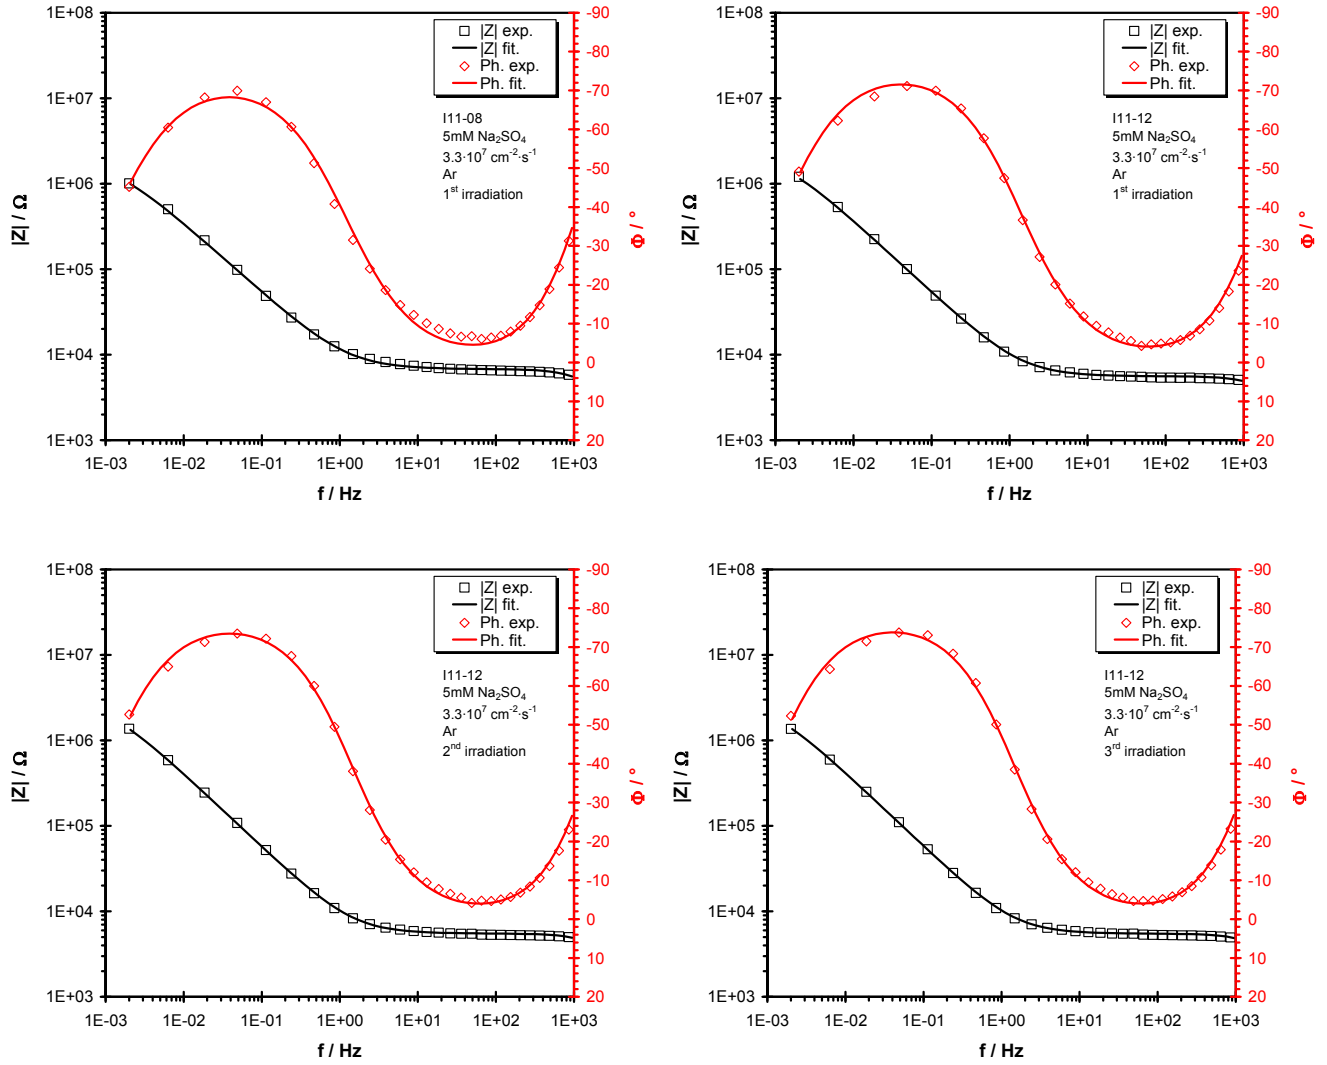 1E+08
1E+07
1E+06
1E+05
1E+04
1E+03
|Z| / Ω
1E-03 1E-02 1E-01 1E+00 1E+01 1E+02 1E+03
f / Hz
-90
-80
-70
-60
-50
-40
-30
-20
-10
0
10
20
Φ / °
|Z| exp.
|Z| fit.
Ph. exp.
Ph. fit.
I11-08
5mM Na₂SO₄
3.3·10⁷ cm⁻²·s⁻¹
Ar
1ˢᵗ irradiation
1E+08
1E+07
1E+06
1E+05
1E+04
1E+03
|Z| / Ω
1E-03 1E-02 1E-01 1E+00 1E+01 1E+02 1E+03
f / Hz
-90
-80
-70
-60
-50
-40
-30
-20
-10
0
10
20
Φ / °
|Z| exp.
|Z| fit.
Ph. exp.
Ph. fit.
I11-12
5mM Na₂SO₄
3.3·10⁷ cm⁻²·s⁻¹
Ar
1ˢᵗ irradiation
1E+08
1E+07
1E+06
1E+05
1E+04
1E+03
|Z| / Ω
1E-03 1E-02 1E-01 1E+00 1E+01 1E+02 1E+03
f / Hz
-90
-80
-70
-60
-50
-40
-30
-20
-10
0
10
20
Φ / °
|Z| exp.
|Z| fit.
Ph. exp.
Ph. fit.
I11-12
5mM Na₂SO₄
3.3·10⁷ cm⁻²·s⁻¹
Ar
2ⁿᵈ irradiation
1E+08
1E+07
1E+06
1E+05
1E+04
1E+03
|Z| / Ω
1E-03 1E-02 1E-01 1E+00 1E+01 1E+02 1E+03
f / Hz
-90
-80
-70
-60
-50
-40
-30
-20
-10
0
10
20
Φ / °
|Z| exp.
|Z| fit.
Ph. exp.
Ph. fit.
I11-12
5mM Na₂SO₄
3.3·10⁷ cm⁻²·s⁻¹
Ar
3ʳᵈ irradiation